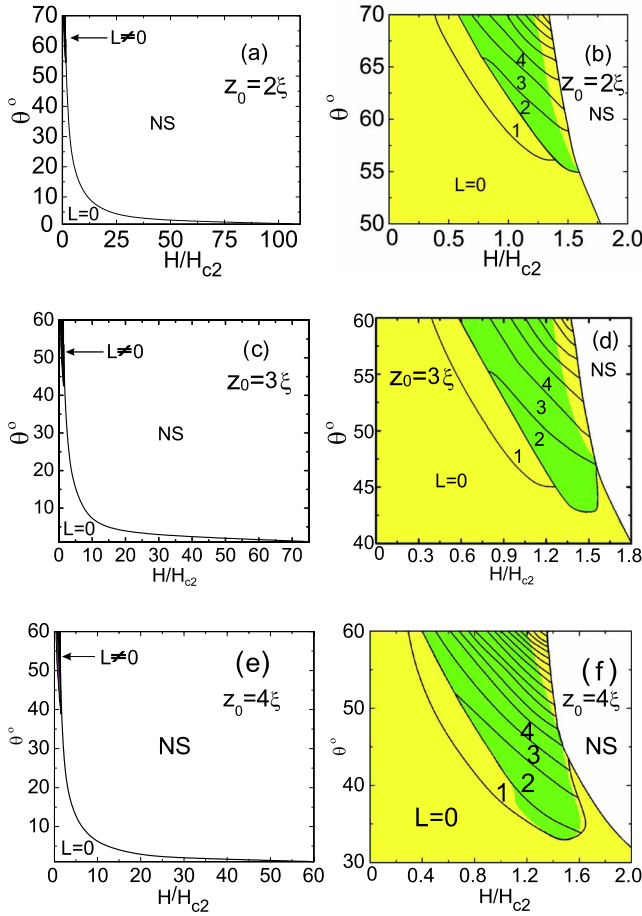 70
60
50
40
30
20
10
0
θ°
L≠0
(a)
z₀=2ξ
NS
L=0
0 25 50 75 100
H/Hc2
70
65
60
55
50
θ°
(b)
z₀=2ξ
NS
4
3
2
1
L=0
0 0.5 1.0 1.5 2.0
H/Hc2
60
50
40
30
20
10
θ°
L≠0
(c)
z₀=3ξ
NS
L=0
0 10 20 30 40 50 60 70
H/Hc2
60
55
50
45
40
θ°
(d)
NS
z₀=3ξ
4
3
2
1
L=0
0 0.3 0.6 0.9 1.2 1.5 1.8
H/Hc2
60
50
40
30
20
10
θ°
L≠0
(e)
z₀=4ξ
NS
L=0
0 10 20 30 40 50 60
H/Hc2
60
50
40
30
θ°
(f)
z₀=4ξ
NS
4
3
2
1
L=0
0 0.4 0.8 1.2 1.6 2.0
H/Hc2